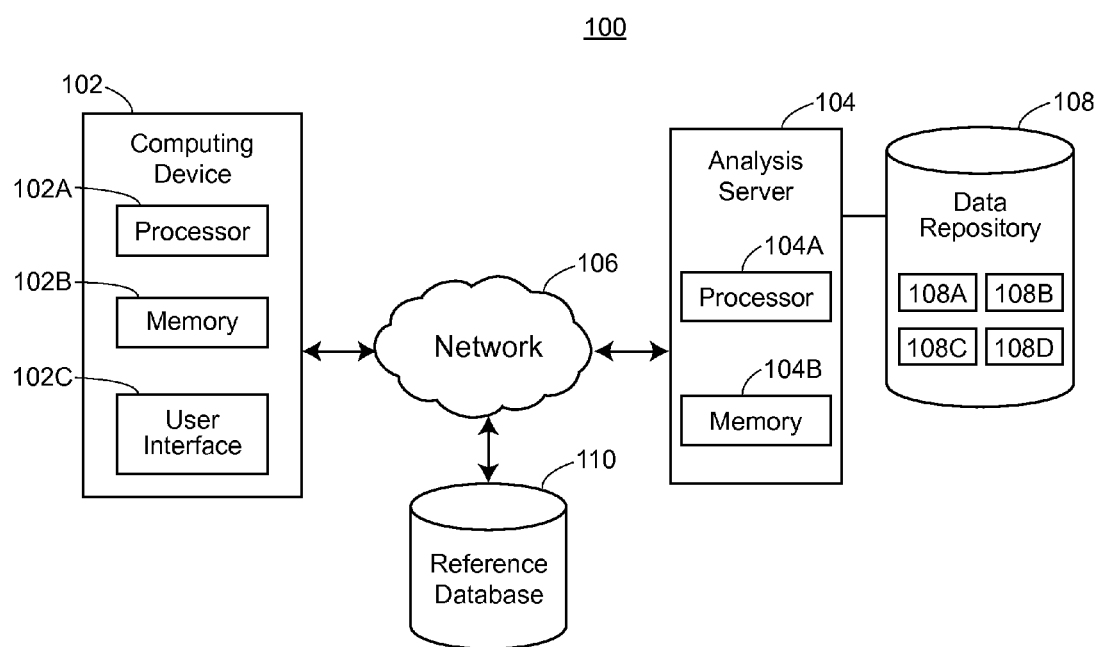 100
102
Computing
Device
102A
Processor
102B
Memory
102C
User
Interface
106
Network
110
Reference
Database
104
Analysis
Server
104A
Processor
104B
Memory
108
Data
Repository
108A 108B
108C 108D